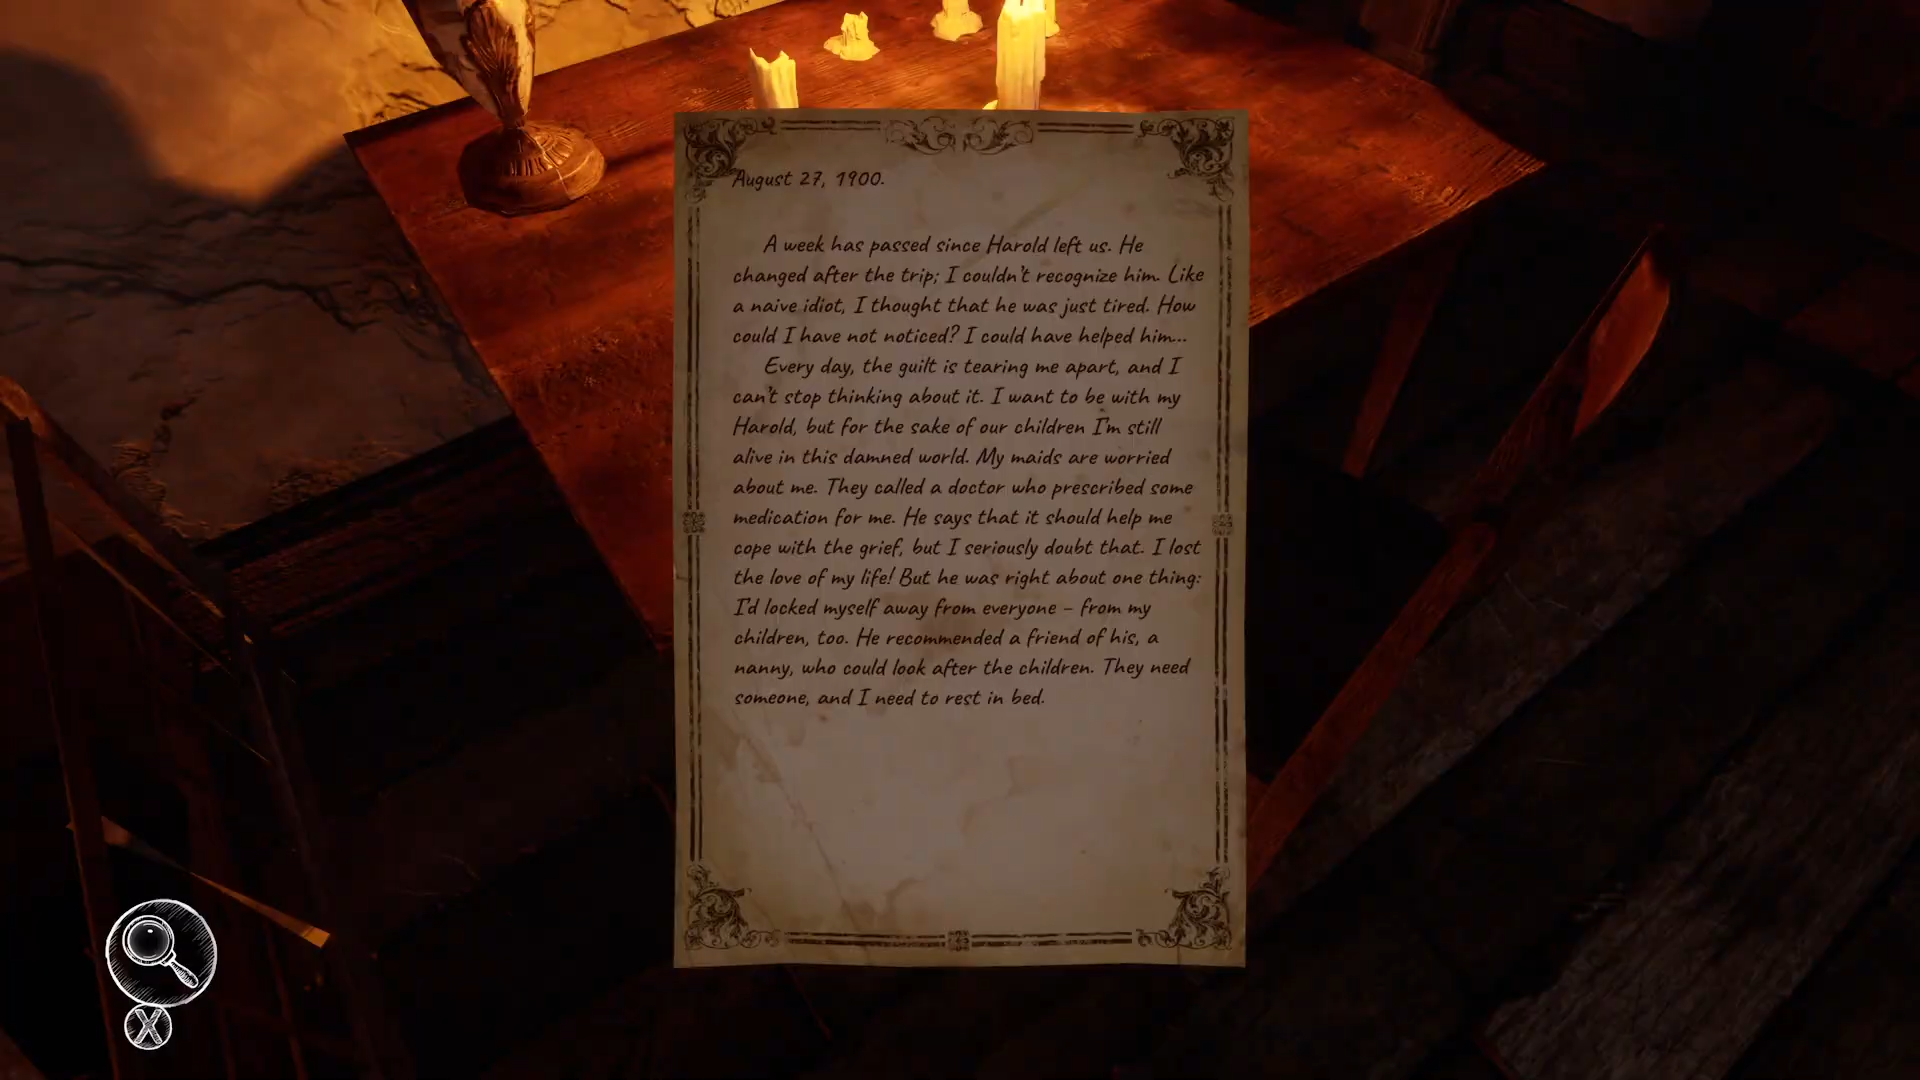 August 27, 1900.
A week has passed since Harold left us. He
changed after the trip; I couldn't recognize him. Like
a naive idiot, I thought that he was just tired. How
could I have not noticed? I could have helped him...
Every day, the guilt is tearing me apart, and I
can't stop thinking about it. I want to be with my
Harold, but for the sake of our children I'm still
alive in this damned world. My maids are worried
about me. They called a doctor who prescribed some
medication for me. He says that it should help me
cope with the grief, but I seriously doubt that. I lost
the love of my life! But he was right about one thing:
I'd locked myself away from everyone – from my
children, too. He recommended a friend of his, a
nanny, who could look after the children. They need
someone, and I need to rest in bed.
X